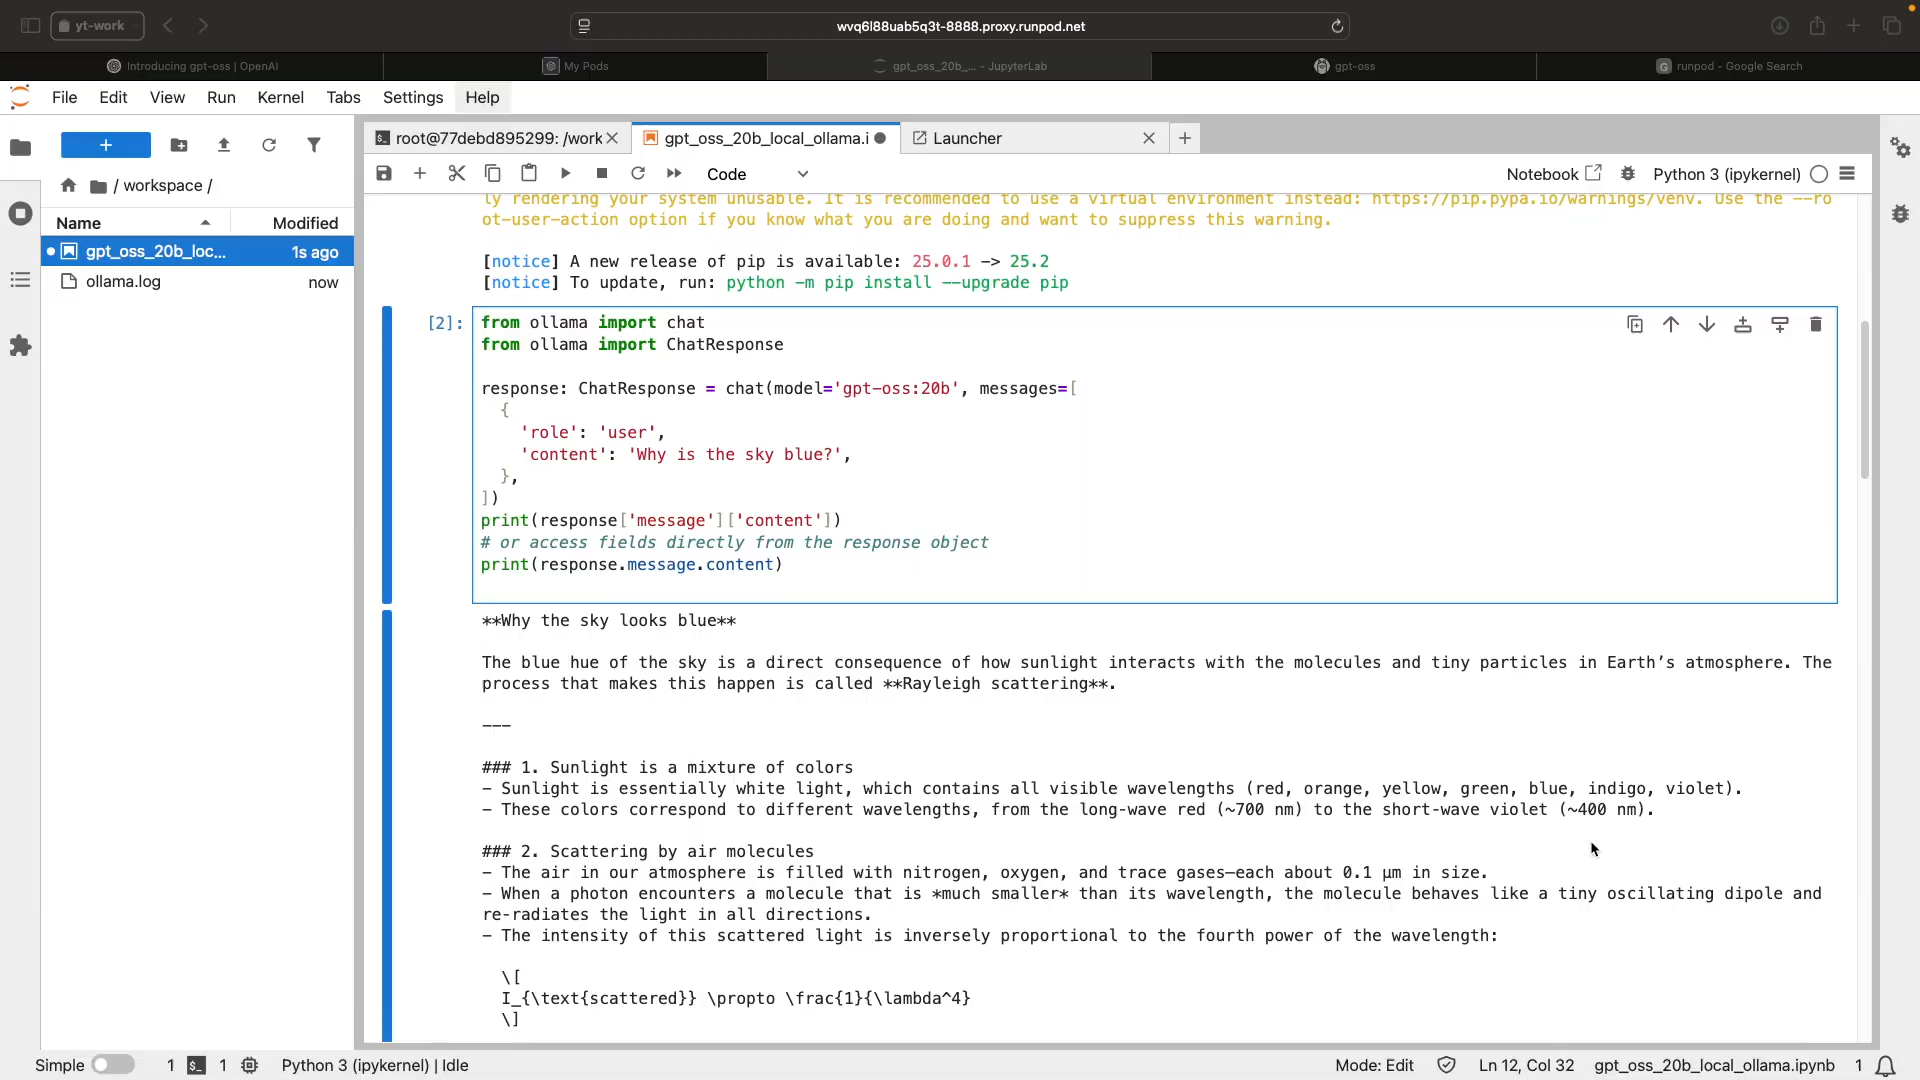 yt-work
wvq6l88uab5q3t-8888.proxy.runpod.net
Introducing gpt-oss | OpenAI
My Pods
gpt_oss_20b_... - JupyterLab
gpt-oss
runpod - Google Search
File Edit View Run Kernel Tabs Settings Help
root@77debd895299: /work
gpt_oss_20b_local_ollama.i
Launcher
Code
Notebook
Python 3 (ipykernel)
/ workspace /
Name
Modified
gpt_oss_20b_loc...
1s ago
ollama.log
now
ly rendering your system unusable. It is recommended to use a virtual environment instead: https://pip.pypa.io/warnings/venv. Use the --ro
ot-user-action option if you know what you are doing and want to suppress this warning.
[notice] A new release of pip is available: 25.0.1 -> 25.2
[notice] To update, run: python -m pip install --upgrade pip
[2]:
from ollama import chat
from ollama import ChatResponse
response: ChatResponse = chat(model='gpt-oss:20b', messages=[
{
'role': 'user',
'content': 'Why is the sky blue?',
},
])
print(response['message']['content'])
# or access fields directly from the response object
print(response.message.content)
**Why the sky looks blue**
The blue hue of the sky is a direct consequence of how sunlight interacts with the molecules and tiny particles in Earth’s atmosphere. The
process that makes this happen is called **Rayleigh scattering**.
---
### 1. Sunlight is a mixture of colors
- Sunlight is essentially white light, which contains all visible wavelengths (red, orange, yellow, green, blue, indigo, violet).
- These colors correspond to different wavelengths, from the long-wave red (~700 nm) to the short-wave violet (~400 nm).
### 2. Scattering by air molecules
- The air in our atmosphere is filled with nitrogen, oxygen, and trace gases—each about 0.1 µm in size.
- When a photon encounters a molecule that is *much smaller* than its wavelength, the molecule behaves like a tiny oscillating dipole and
re-radiates the light in all directions.
- The intensity of this scattered light is inversely proportional to the fourth power of the wavelength:
\[
I_{\text{scattered}} \propto \frac{1}{\lambda^4}
\]
Simple
1
1
Python 3 (ipykernel) | Idle
Mode: Edit
Ln 12, Col 32
gpt_oss_20b_local_ollama.ipynb
1